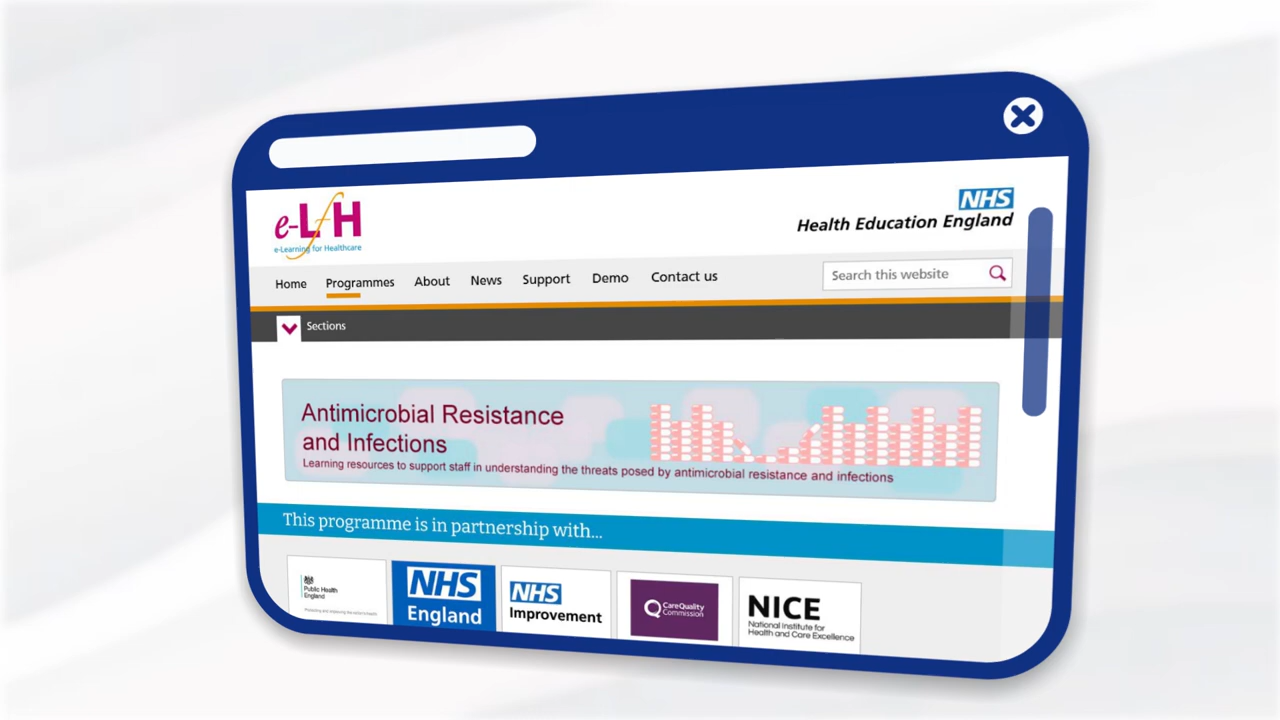 e-LfH
e-Learning for Healthcare
NHS
Health Education England
Home Programmes About News Support Demo Contact us
Search this website
Sections
Antimicrobial Resistance
and Infections
Learning resources to support staff in understanding the threats posed by antimicrobial resistance and infections
This programme is in partnership with...
Public Health
England
NHS
England
NHS
Improvement
CareQuality
Commission
NICE
National Institute for
Health and Care Excellence